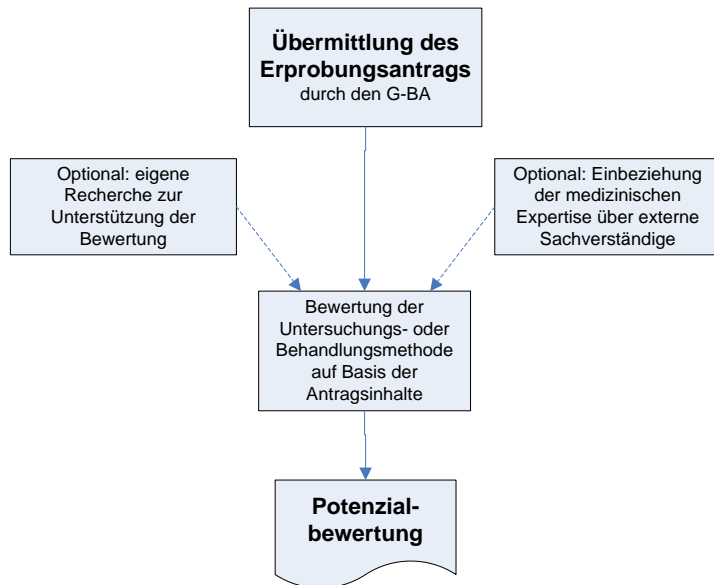 Übermittlung des
Erprobungsantrags
durch den G-BA
Optional: eigene
Recherche zur
Unterstützung der
Bewertung
Optional: Einbeziehung
der medizinischen
Expertise über externe
Sachverständige
Bewertung der
Untersuchungs- oder
Behandlungsmethode
auf Basis der
Antragsinhalte
Potenzial-
bewertung